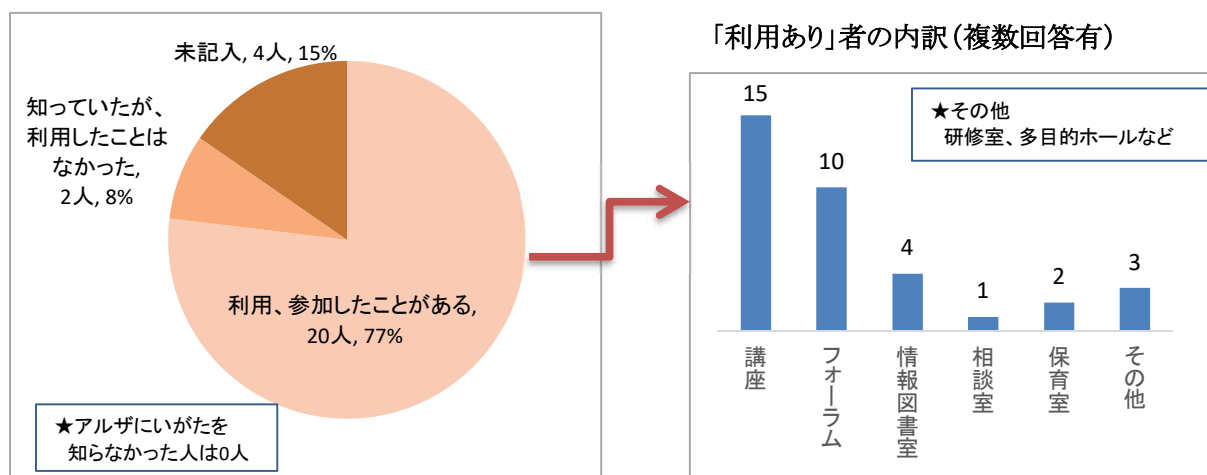 未記入, 4人, 15%
知っていたが、
利用したことは
なかった,
2人, 8%
利用、参加したことがある,
20人, 77%
★アルザにいがたを
知らなかった人は0人
「利用あり」者の内訳(複数回答有)
★その他
研修室、多目的ホールなど
15
10
4
1
2
3
講座
フォーラム
情報図書室
相談室
保育室
その他